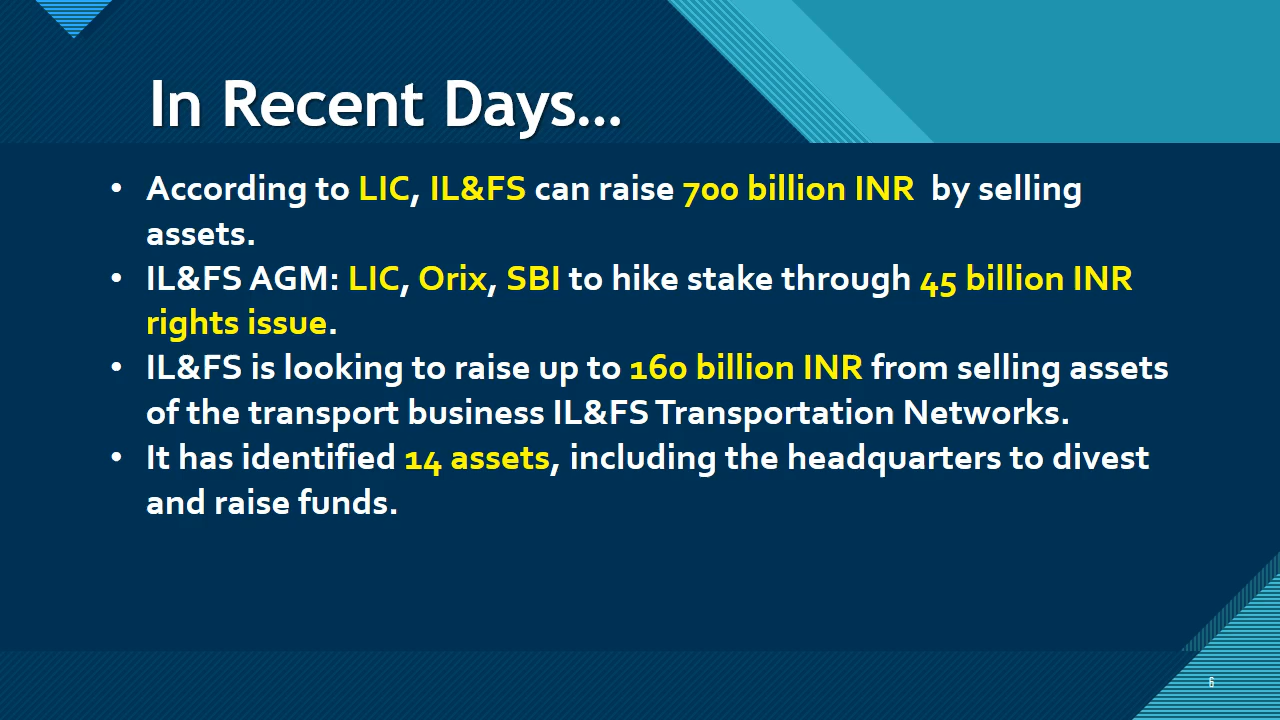 In Recent Days...
• According to LIC, IL&FS can raise 700 billion INR  by selling
assets.
• IL&FS AGM: LIC, Orix, SBI to hike stake through 45 billion INR
rights issue.
• IL&FS is looking to raise up to 160 billion INR from selling assets
of the transport business IL&FS Transportation Networks.
• It has identified 14 assets, including the headquarters to divest
and raise funds.
6